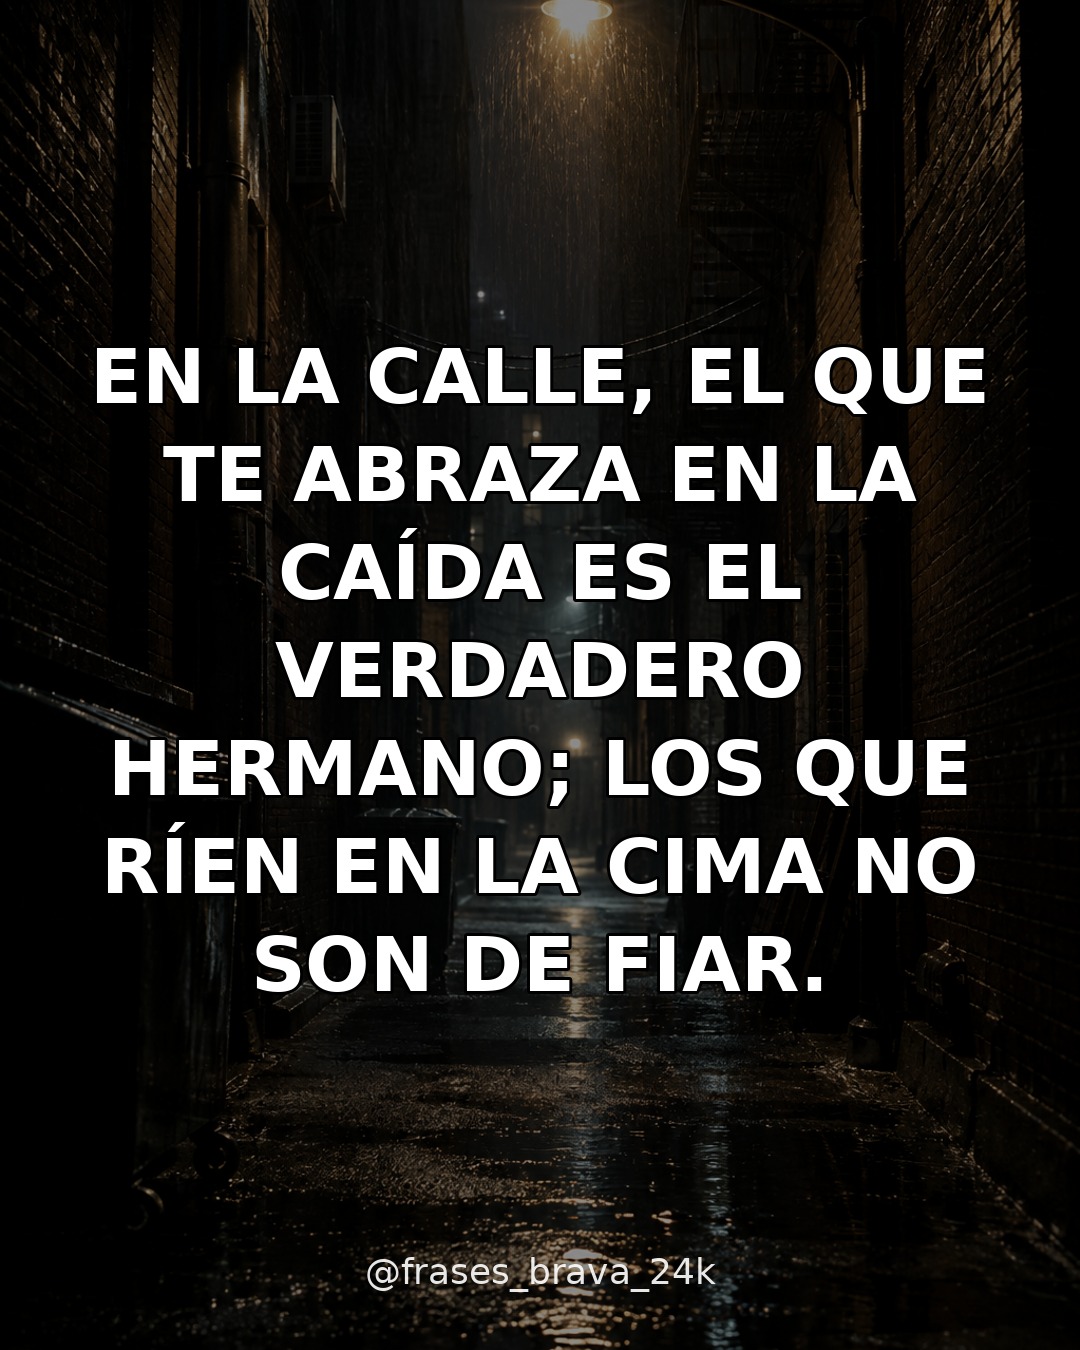 EN LA CALLE, EL QUE
TE ABRAZA EN LA
CAÍDA ES EL
VERDADERO
HERMANO; LOS QUE
RÍEN EN LA CIMA NO
SON DE FIAR.
@frases_brava_24k